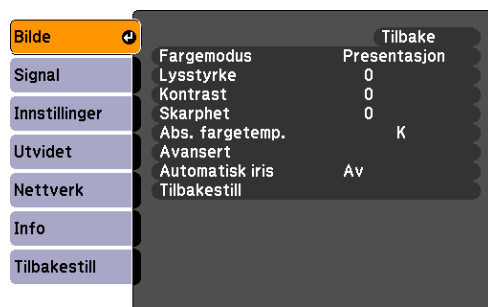 Bilde
Signal
Innstillinger
Utvidet
Nettverk
Info
Tilbakestill
Tilbake
Fargemodus Presentasjon
Lysstyrke 0
Kontrast 0
Skarphet 0
Abs. fargetemp. K
Avansert
Automatisk iris Av
Tilbakestill